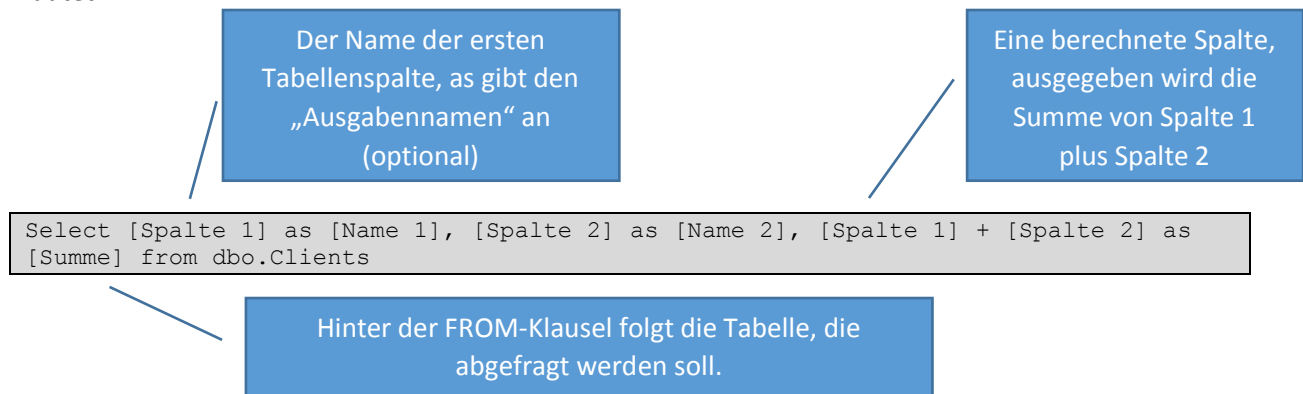 Der Name der ersten
Tabellenspalte, as gibt den
„Ausgabennamen“ an
(optional)
Eine berechnete Spalte,
ausgegeben wird die
Summe von Spalte 1
plus Spalte 2
Select [Spalte 1] as [Name 1], [Spalte 2] as [Name 2], [Spalte 1] + [Spalte 2] as
[Summe] from dbo.Clients
Hinter der FROM-Klausel folgt die Tabelle, die
abgefragt werden soll.